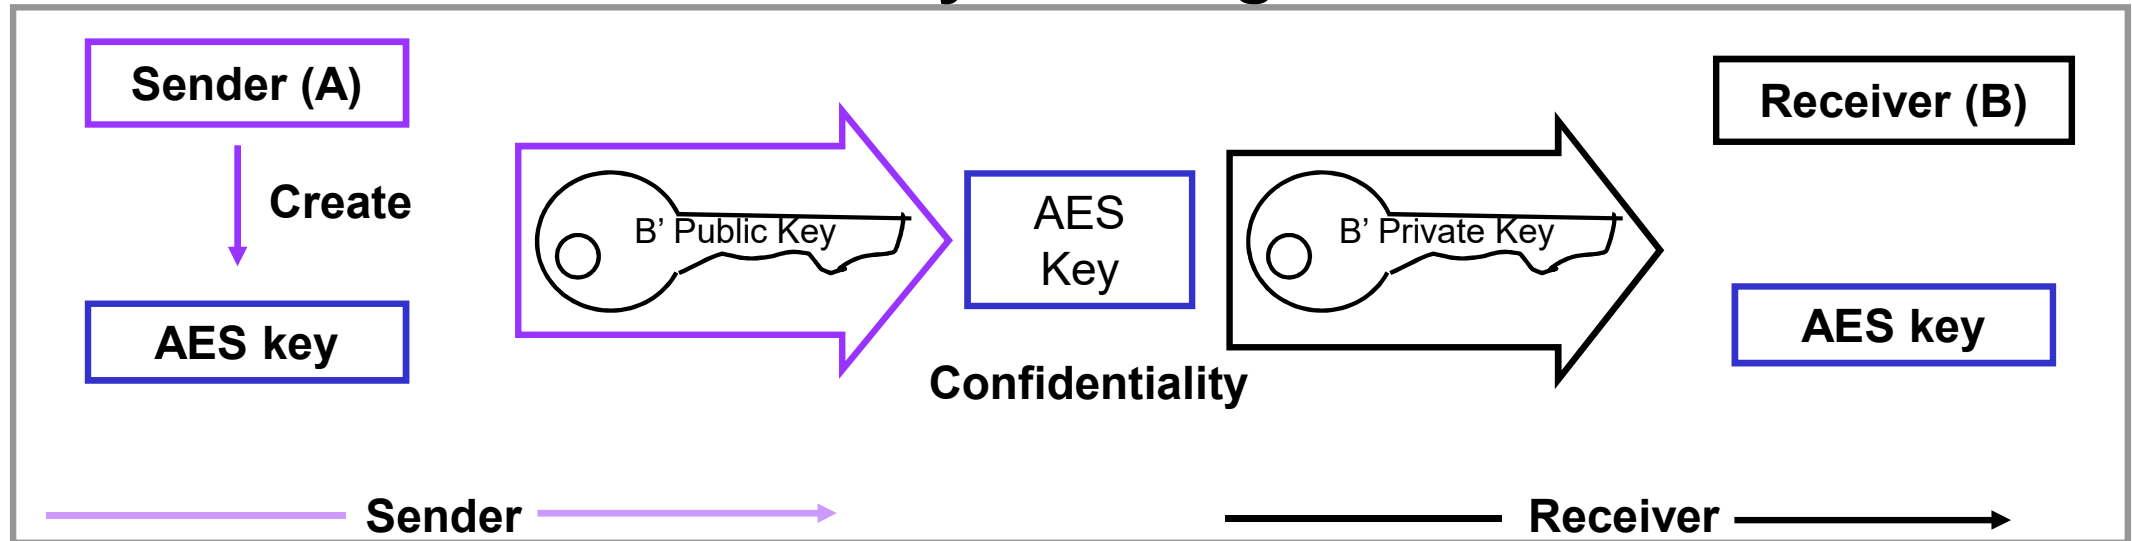 Sender (A)
Create
AES key
B' Public Key
AES
Key
Confidentiality
B' Private Key
Receiver (B)
AES key
Sender
Receiver